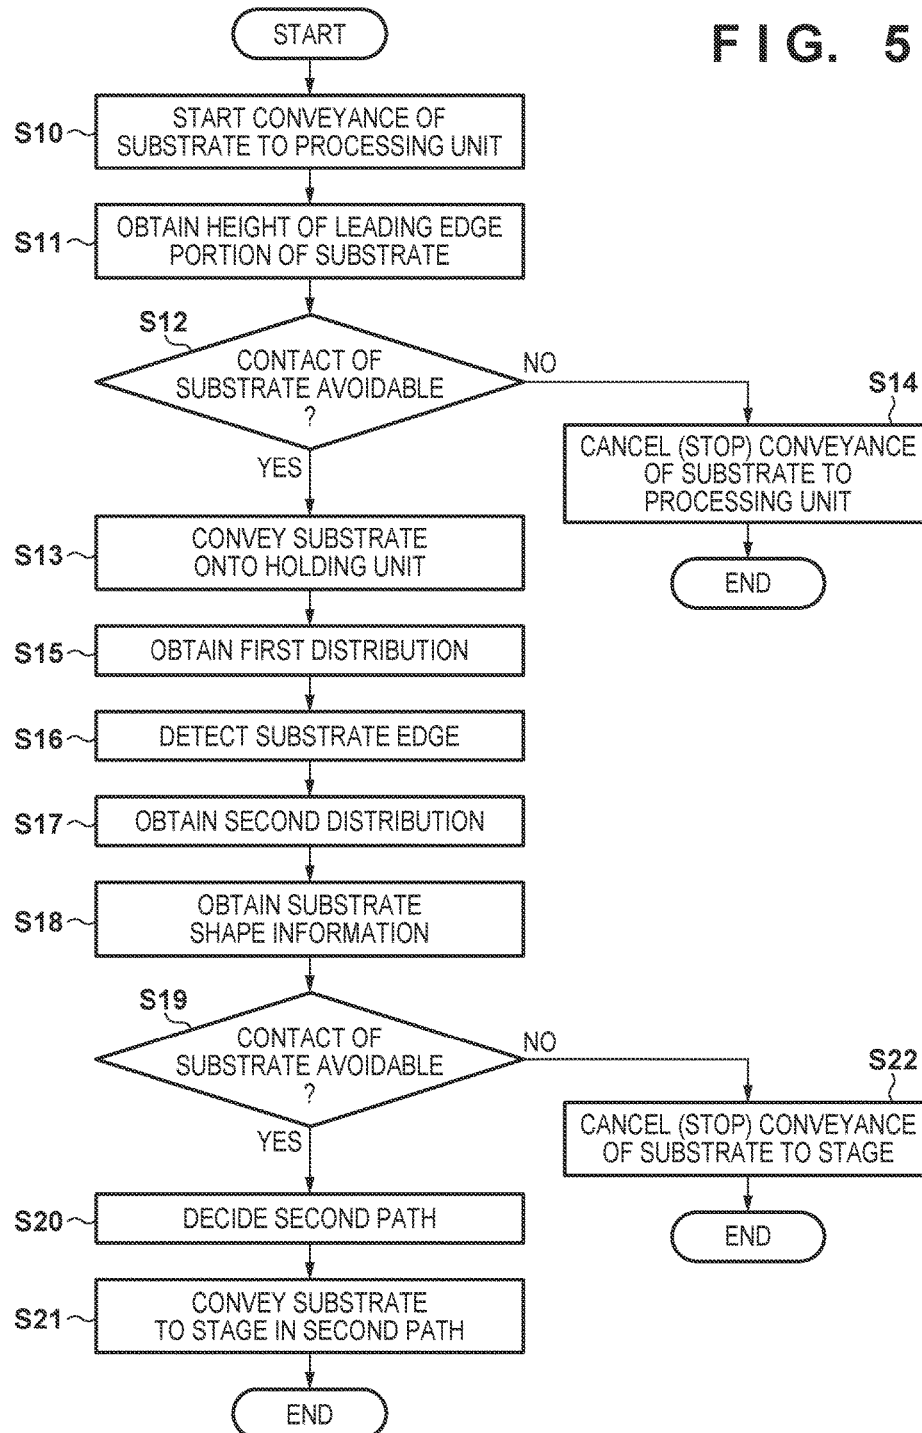 START
FIG. 5
S10
START CONVEYANCE OF
SUBSTRATE TO PROCESSING UNIT
S11
OBTAIN HEIGHT OF LEADING EDGE
PORTION OF SUBSTRATE
S12
CONTACT OF
SUBSTRATE AVOIDABLE
?
NO
YES
S14
CANCEL (STOP) CONVEYANCE
OF SUBSTRATE TO
PROCESSING UNIT
END
S13
CONVEY SUBSTRATE
ONTO HOLDING UNIT
S15
OBTAIN FIRST DISTRIBUTION
S16
DETECT SUBSTRATE EDGE
S17
OBTAIN SECOND DISTRIBUTION
S18
OBTAIN SUBSTRATE
SHAPE INFORMATION
S19
CONTACT OF
SUBSTRATE AVOIDABLE
?
NO
YES
S22
CANCEL (STOP) CONVEYANCE
OF SUBSTRATE TO STAGE
END
S20
DECIDE SECOND PATH
S21
CONVEY SUBSTRATE
TO STAGE IN SECOND PATH
END